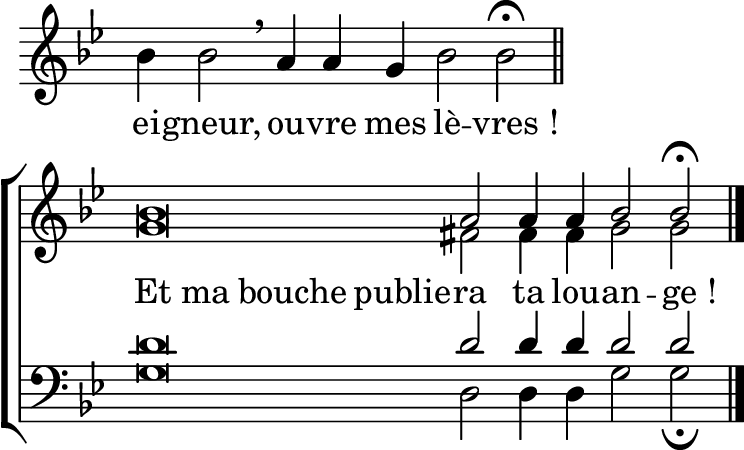 eigneur, ouvre mes lè – vres !
Et ma bouche publiera ta louan – ge !